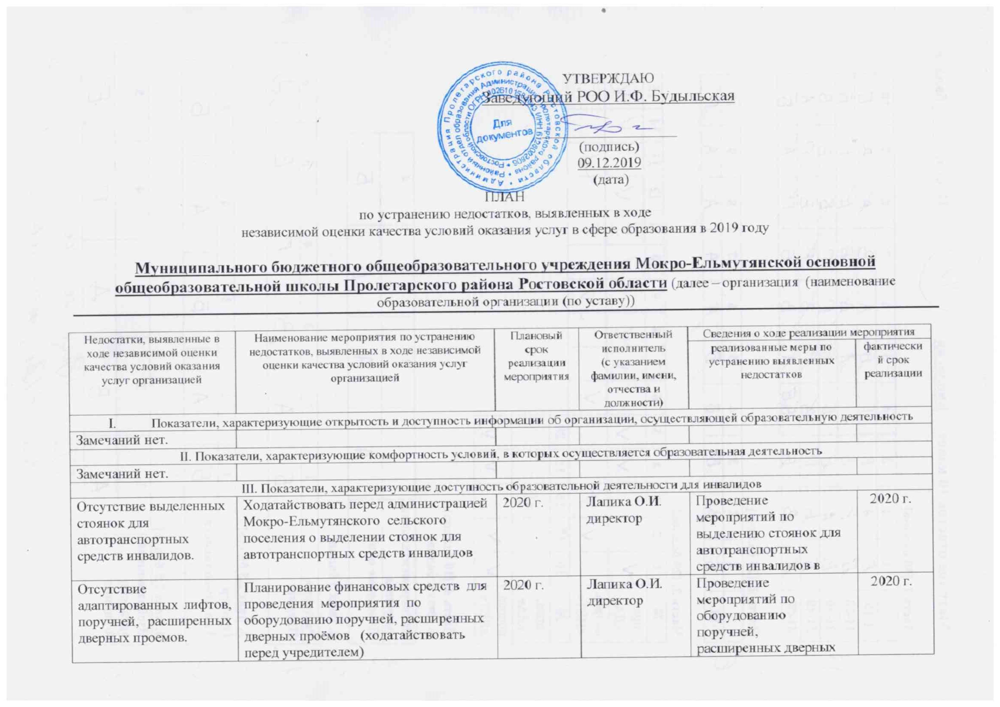 УТВЕРЖДАЮ
Заведующий РОО И.Ф. Будыльская
Администрация Пролетарского района Ростовской области
Районный отдел образования Администрации Пролетарского района
Ростовской области ОГРН ИНН 6128002806
Для
документов
(подпись)
09.12.2019
(дата)
ПЛАН
по устранению недостатков, выявленных в ходе
независимой оценки качества условий оказания услуг в сфере образования в 2019 году
Муниципального бюджетного общеобразовательного учреждения Мокро-Ельмутянской основной
общеобразовательной школы Пролетарского района Ростовской области (далее – организация (наименование
образовательной организации (по уставу))
Недостатки, выявленные в
ходе независимой оценки
качества условий оказания
услуг организацией
Наименование мероприятия по устранению
недостатков, выявленных в ходе независимой
оценки качества условий оказания услуг
организацией
Плановый
срок
реализации
мероприятия
Ответственный
исполнитель
(с указанием
фамилии, имени,
отчества и
должности)
Сведения о ходе реализации мероприятия
реализованные меры по
устранению выявленных
недостатков
фактически
й срок
реализации
I. Показатели, характеризующие открытость и доступность информации об организации, осуществляющей образовательную деятельность
Замечаний нет.
II. Показатели, характеризующие комфортность условий, в которых осуществляется образовательная деятельность
Замечаний нет.
III. Показатели, характеризующие доступность образовательной деятельности для инвалидов
Отсутствие выделенных
стоянок для
автотранспортных
средств инвалидов.
Ходатайствовать перед администрацией
Мокро-Ельмутянского сельского
поселения о выделении стоянок для
автотранспортных средств инвалидов
2020 г.
Лапика О.И.
директор
Проведение
мероприятий по
выделению стоянок для
автотранспортных
средств инвалидов в
2020 г.
Отсутствие
адаптированных лифтов,
поручней, расширенных
дверных проемов.
Планирование финансовых средств для
проведения мероприятия по
оборудованию поручней, расширенных
дверных проёмов (ходатайствовать
перед учредителем)
2020 г.
Лапика О.И.
директор
Проведение
мероприятий по
оборудованию
поручней,
расширенных дверных
2020 г.